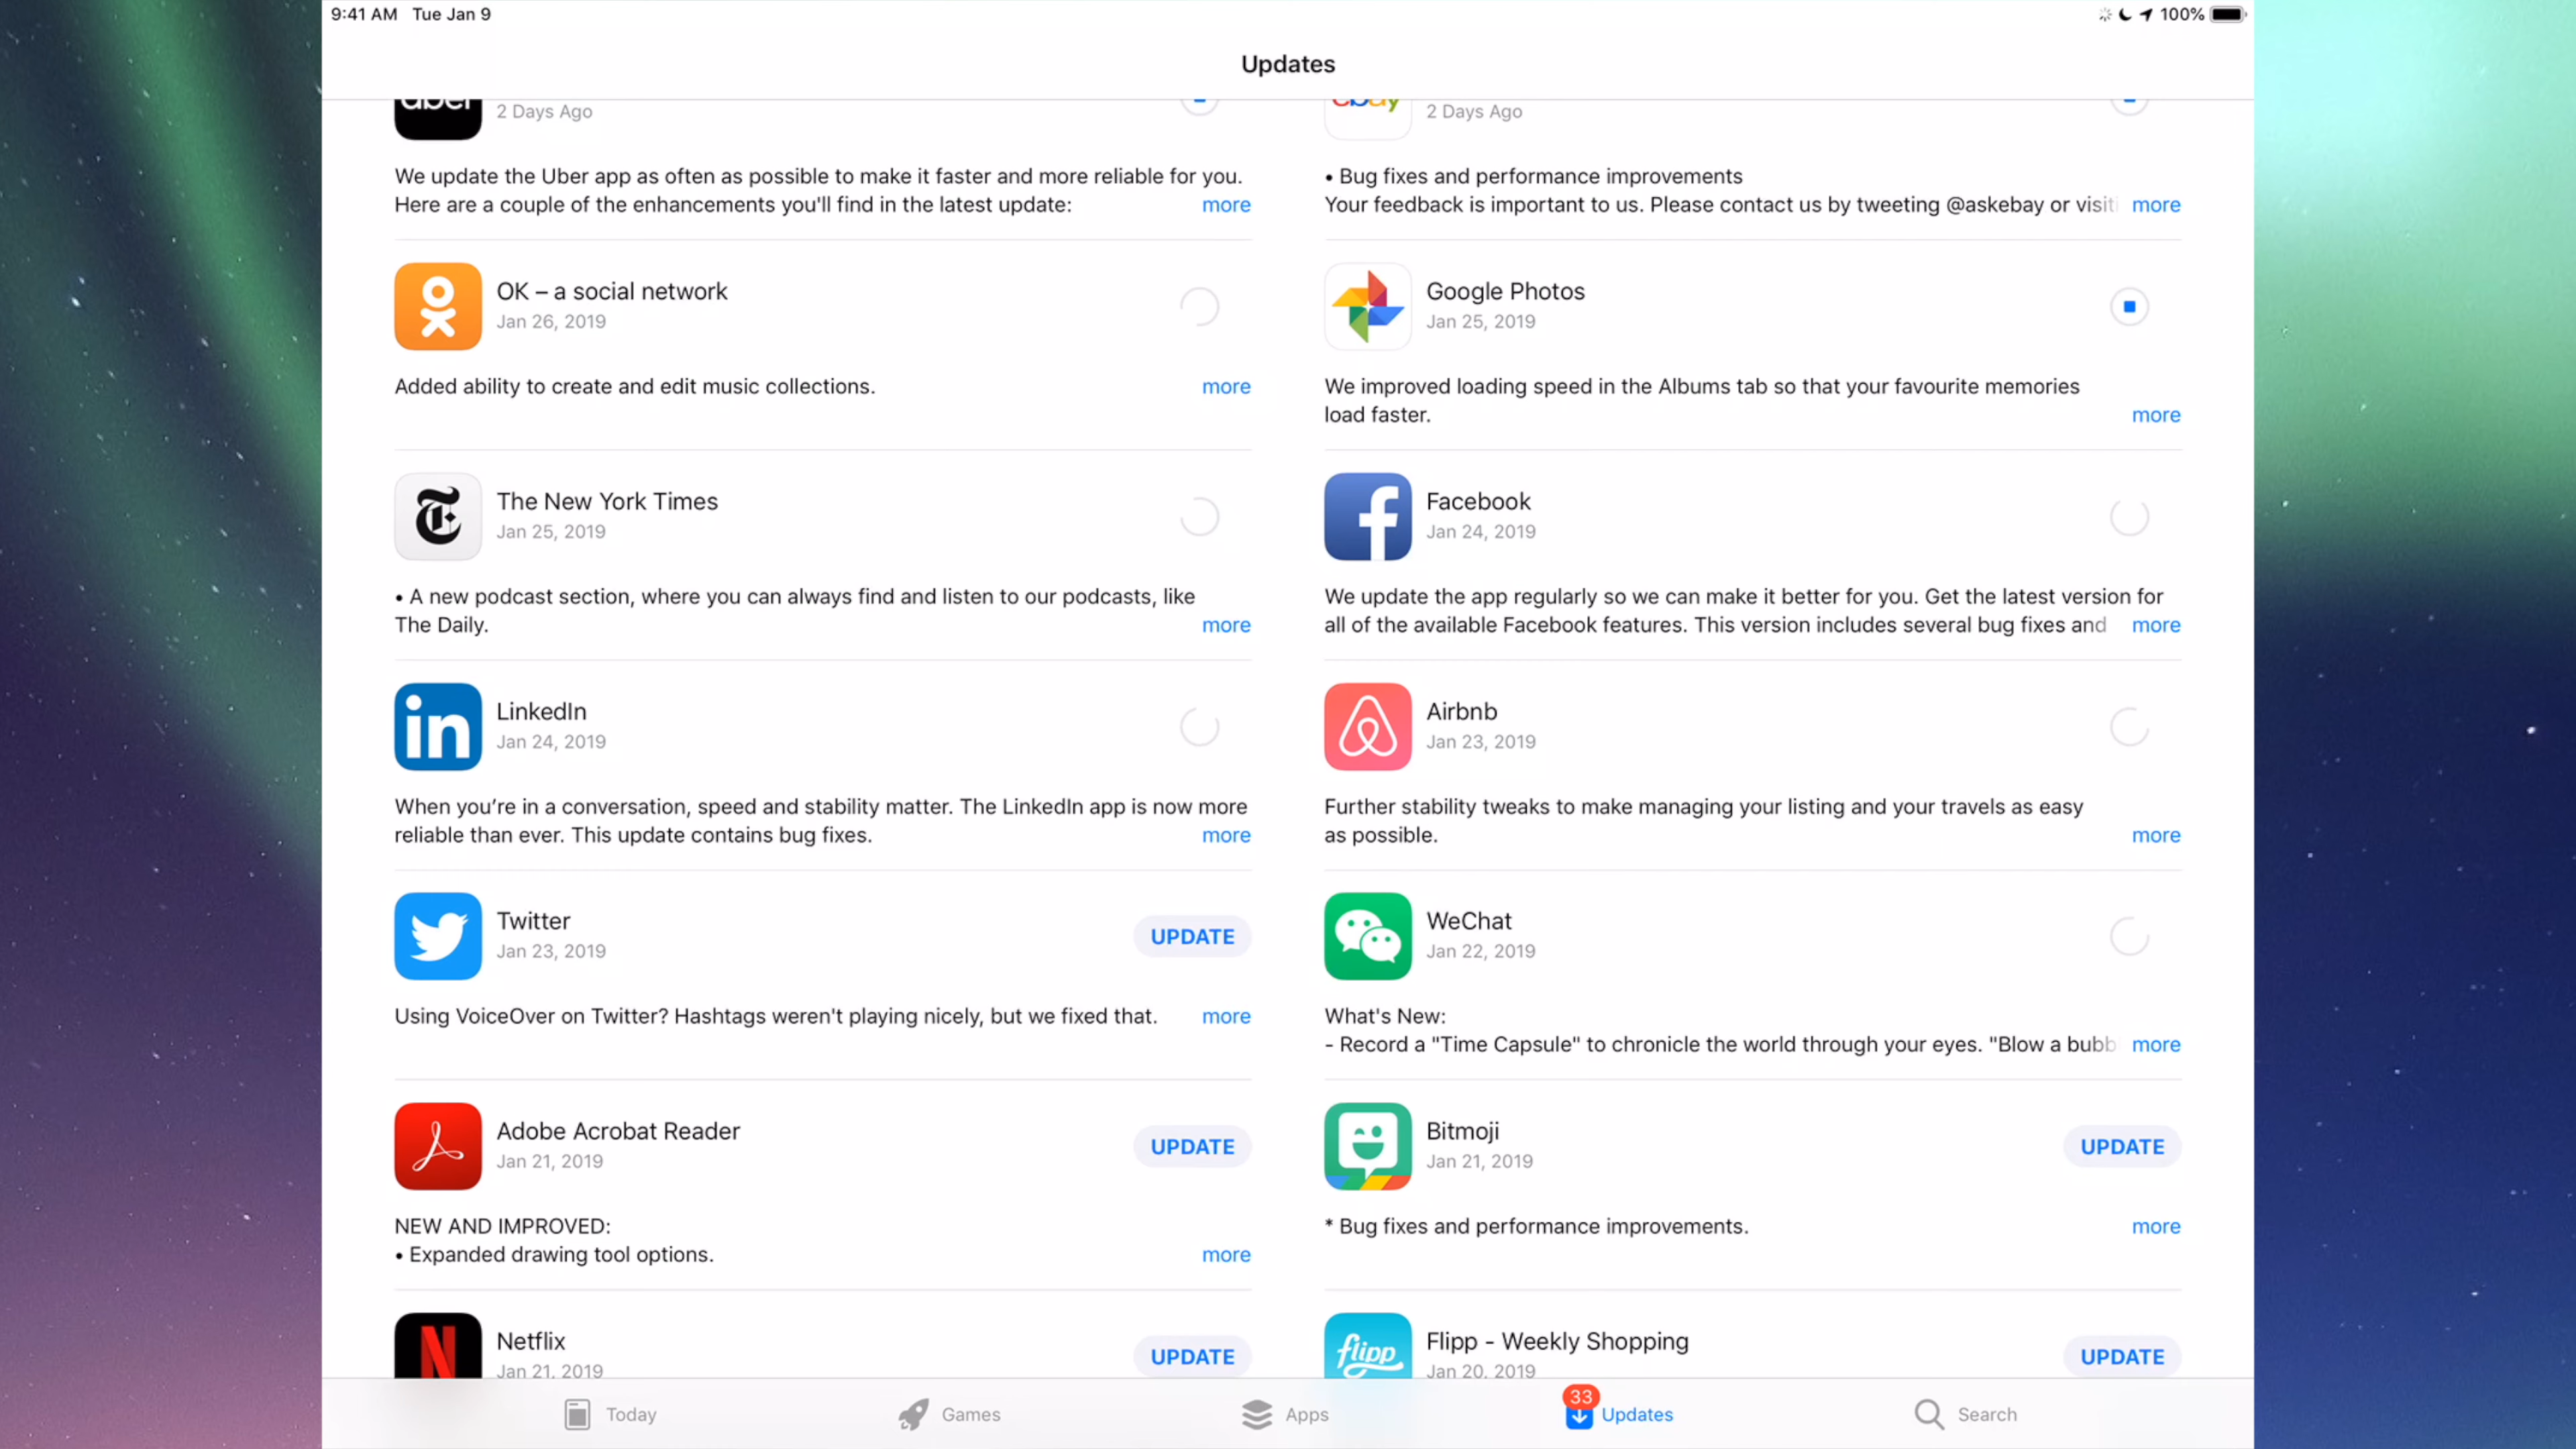 9:41 AM Tue Jan 9
100%
Updates
Uber
2 Days Ago
We update the Uber app as often as possible to make it faster and more reliable for you.
Here are a couple of the enhancements you'll find in the latest update: more
ebay
2 Days Ago
• Bug fixes and performance improvements
Your feedback is important to us. Please contact us by tweeting @askebay or visiti more
OK – a social network
Jan 26, 2019
Added ability to create and edit music collections. more
Google Photos
Jan 25, 2019
We improved loading speed in the Albums tab so that your favourite memories
load faster. more
The New York Times
Jan 25, 2019
• A new podcast section, where you can always find and listen to our podcasts, like
The Daily. more
Facebook
Jan 24, 2019
We update the app regularly so we can make it better for you. Get the latest version for
all of the available Facebook features. This version includes several bug fixes and more
in
LinkedIn
Jan 24, 2019
When you’re in a conversation, speed and stability matter. The LinkedIn app is now more
reliable than ever. This update contains bug fixes. more
Airbnb
Jan 23, 2019
Further stability tweaks to make managing your listing and your travels as easy
as possible. more
Twitter
Jan 23, 2019
UPDATE
Using VoiceOver on Twitter? Hashtags weren't playing nicely, but we fixed that. more
WeChat
Jan 22, 2019
What's New:
- Record a "Time Capsule" to chronicle the world through your eyes. "Blow a bubb more
Adobe Acrobat Reader
Jan 21, 2019
UPDATE
NEW AND IMPROVED:
• Expanded drawing tool options. more
Bitmoji
Jan 21, 2019
UPDATE
* Bug fixes and performance improvements. more
Netflix
Jan 21, 2019
UPDATE
flipp
Flipp - Weekly Shopping
Jan 20, 2019
UPDATE
Today
Games
Apps
33
Updates
Search